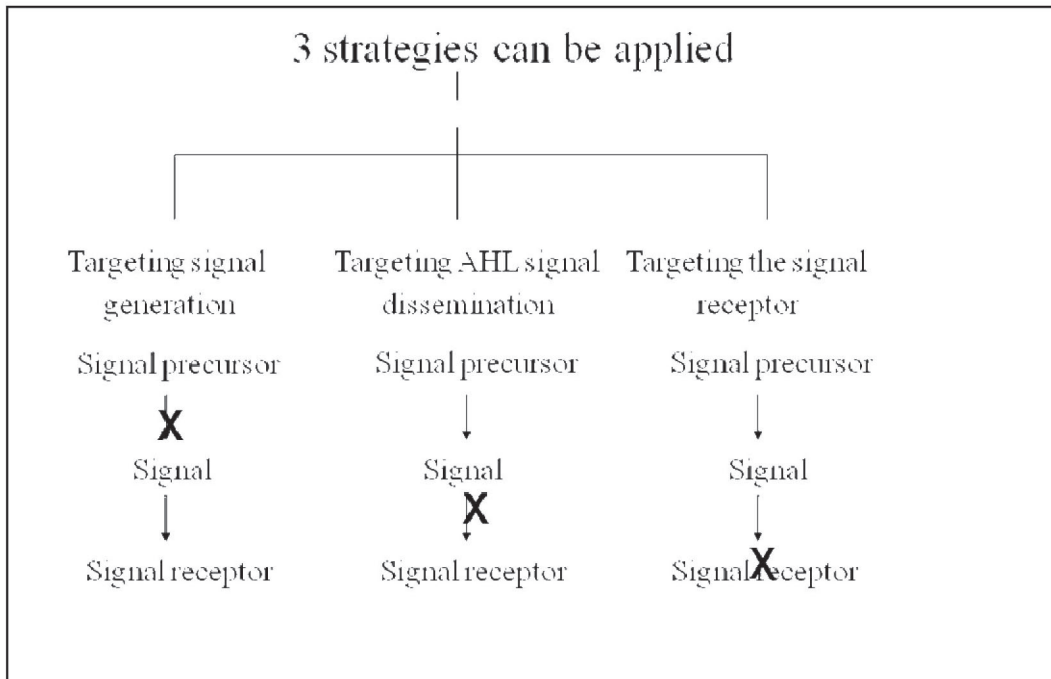 3 strategies can be applied
Targeting signal
generation
Targeting AHL signal
dissemination
Targeting the signal
receptor
Signal precursor
Signal precursor
Signal precursor
X
Signal
Signal
Signal
X
Signal receptor
Signal receptor
Signal receptor
X